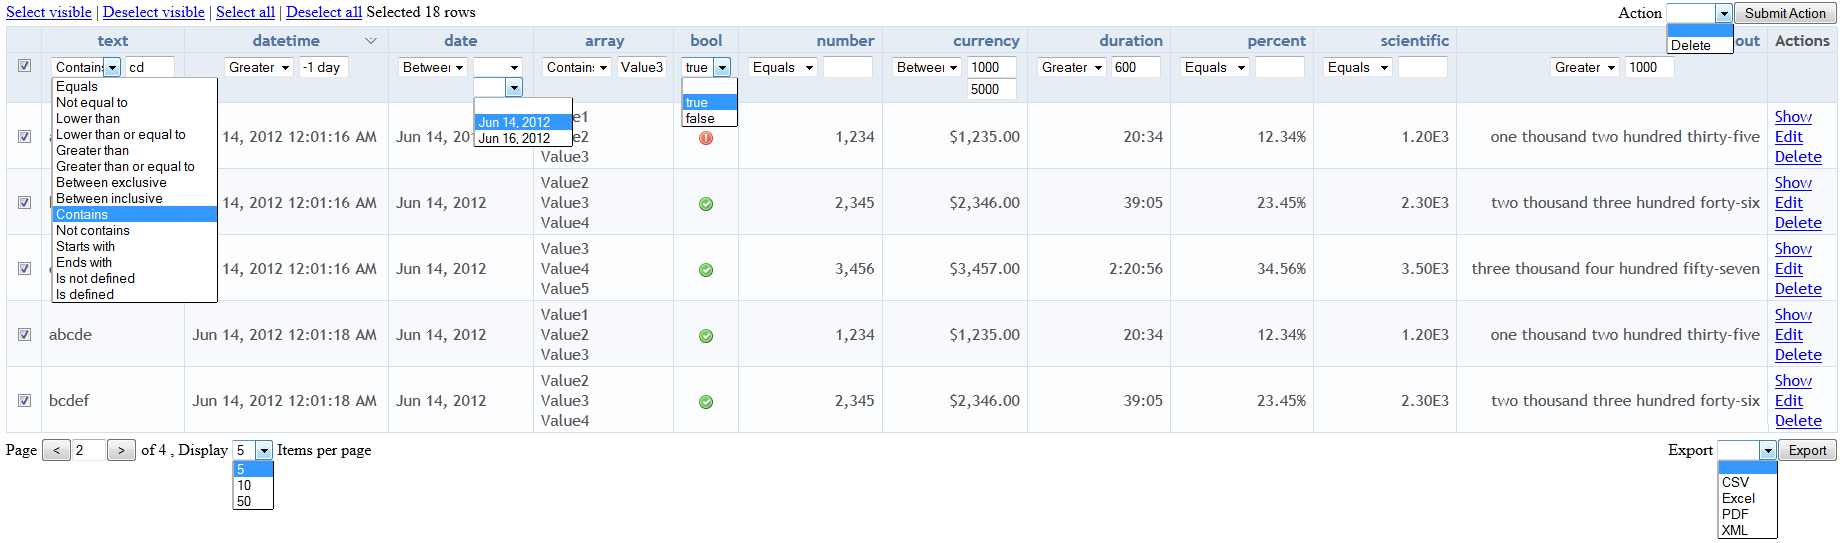 Select visible | Deselect visible | Select all | Deselect all Selected 18 rows
Action Submit Action
Delete
text datetime date array bool number currency duration percent scientific out Actions
Contains cd Greater -1 day Between Contains Value3 true Equals Between 1000 Greater 600 Equals Equals Greater 1000
5000
Equals
Not equal to
Lower than
Lower than or equal to
Greater than
Greater than or equal to
Between exclusive
Between inclusive
Contains
Not contains
Starts with
Ends with
Is not defined
Is defined
Jun 14, 2012
Jun 16, 2012
true
false
14, 2012 12:01:16 AM Jun 14, 1,234 $1,235.00 20:34 12.34% 1.20E3 one thousand two hundred thirty-five
Value3
Show
Edit
Delete
14, 2012 12:01:16 AM Jun 14, 2012 2,345 $2,346.00 39:05 23.45% 2.30E3 two thousand three hundred forty-six
Value2
Value3
Value4
Show
Edit
Delete
14, 2012 12:01:16 AM Jun 14, 2012 3,456 $3,457.00 2:20:56 34.56% 3.50E3 three thousand four hundred fifty-seven
Value3
Value4
Value5
Show
Edit
Delete
abcde Jun 14, 2012 12:01:18 AM Jun 14, 2012 1,234 $1,235.00 20:34 12.34% 1.20E3 one thousand two hundred thirty-five
Value1
Value2
Value3
Show
Edit
Delete
bcdef Jun 14, 2012 12:01:18 AM Jun 14, 2012 2,345 $2,346.00 39:05 23.45% 2.30E3 two thousand three hundred forty-six
Value2
Value3
Value4
Show
Edit
Delete
Page < 2 > of 4 , Display 5 Items per page
5
10
50
Export Export
CSV
Excel
PDF
XML